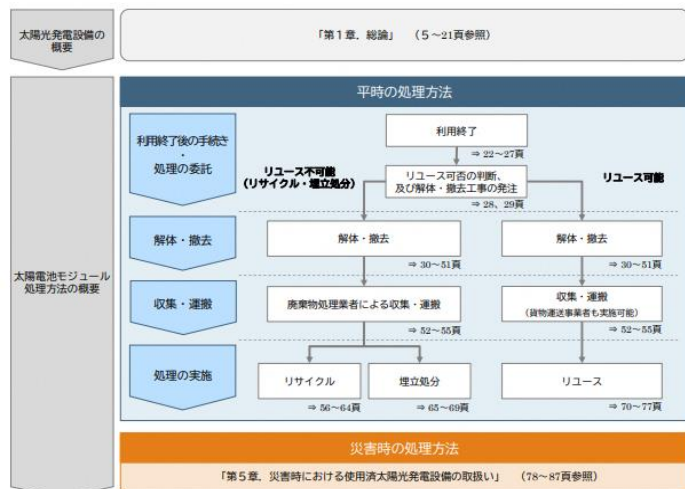 太陽光発電設備の
概要
「第1章．総論」　（5～21頁参照）
太陽電池モジュール
処理方法の概要
平時の処理方法
利用終了後の手続き
・
処理の委託
利用終了
⇒ 22～27頁
リユース不可能
（リサイクル・埋立処分）
リユース可否の判断、
及び解体・撤去工事の発注
リユース可能
⇒ 28、29頁
解体・撤去
解体・撤去
⇒ 30～51頁
解体・撤去
⇒ 30～51頁
収集・運搬
廃棄物処理業者による収集・運搬
⇒ 52～55頁
収集・運搬
（貨物運送事業者も実施可能）
⇒ 52～55頁
処理の実施
リサイクル
⇒ 56～64頁
埋立処分
⇒ 65～69頁
リユース
⇒ 70～77頁
災害時の処理方法
「第5章．災害時における使用済太陽光発電設備の取扱い」　（78～87頁参照）